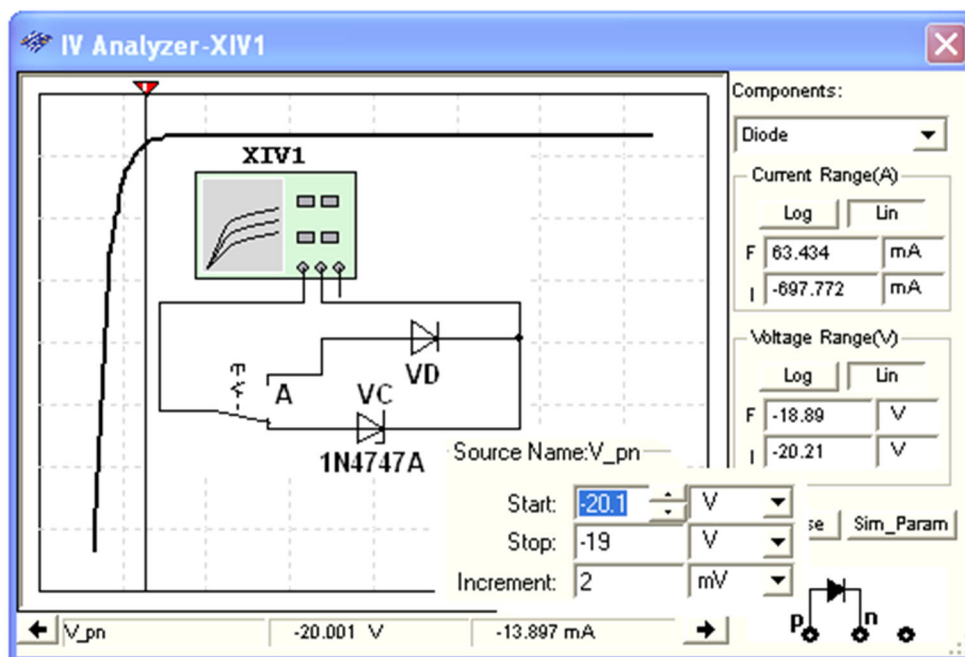 IV Analyzer-XIV1
Components:
Diode
Current Range(A)
Log Lin
F 63.434 mA
I -697.772 mA
Voltage Range(V)
Log Lin
F -18.89 V
I -20.21 V
XIV1
VD
A
VC
1N4747A
Source Name:V_pn
Start: -20.1 V
Stop: -19 V
Increment: 2 mV
se Sim_Param
p n
V_pn -20.001 V -13.897 mA